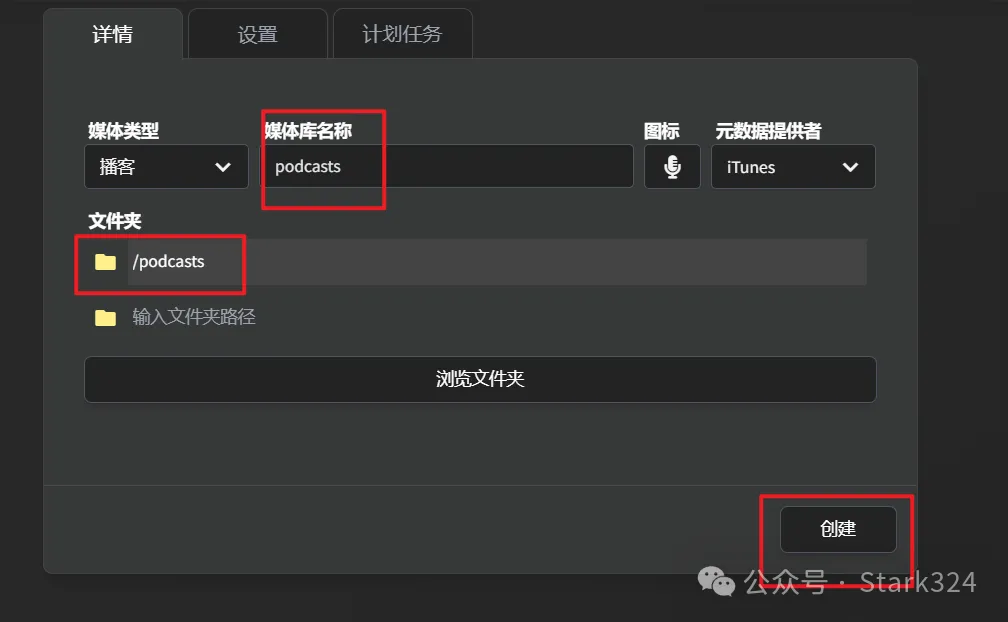 详情 设置 计划任务
媒体类型 媒体库名称 图标 元数据提供者
播客 podcasts iTunes
文件夹
/podcasts
输入文件夹路径
浏览文件夹
创建
公众号 · Stark324